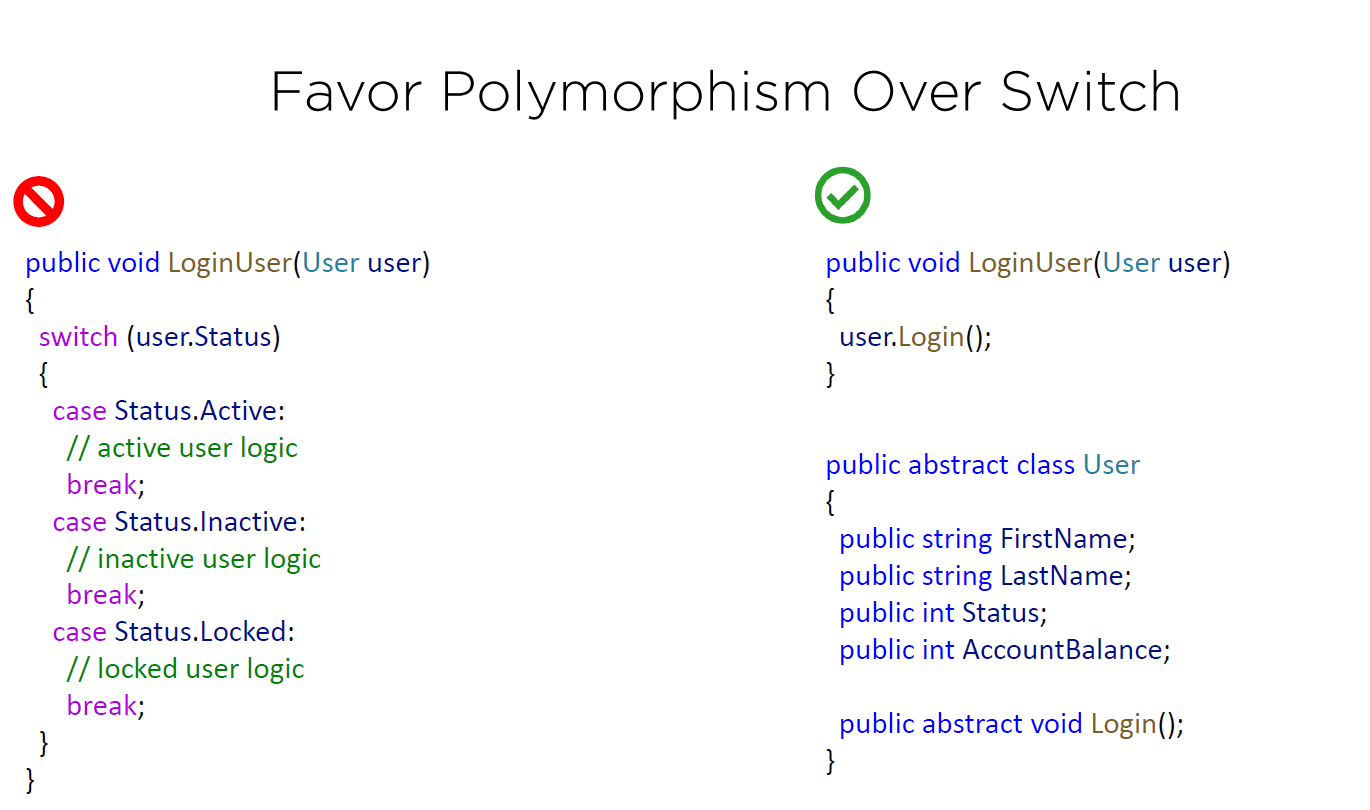 Favor Polymorphism Over Switch
public void LoginUser(User user)
{
switch (user.Status)
{
case Status.Active:
// active user logic
break;
case Status.Inactive:
// inactive user logic
break;
case Status.Locked:
// locked user logic
break;
}
}
public void LoginUser(User user)
{
user.Login();
}
public abstract class User
{
public string FirstName;
public string LastName;
public int Status;
public int AccountBalance;
public abstract void Login();
}